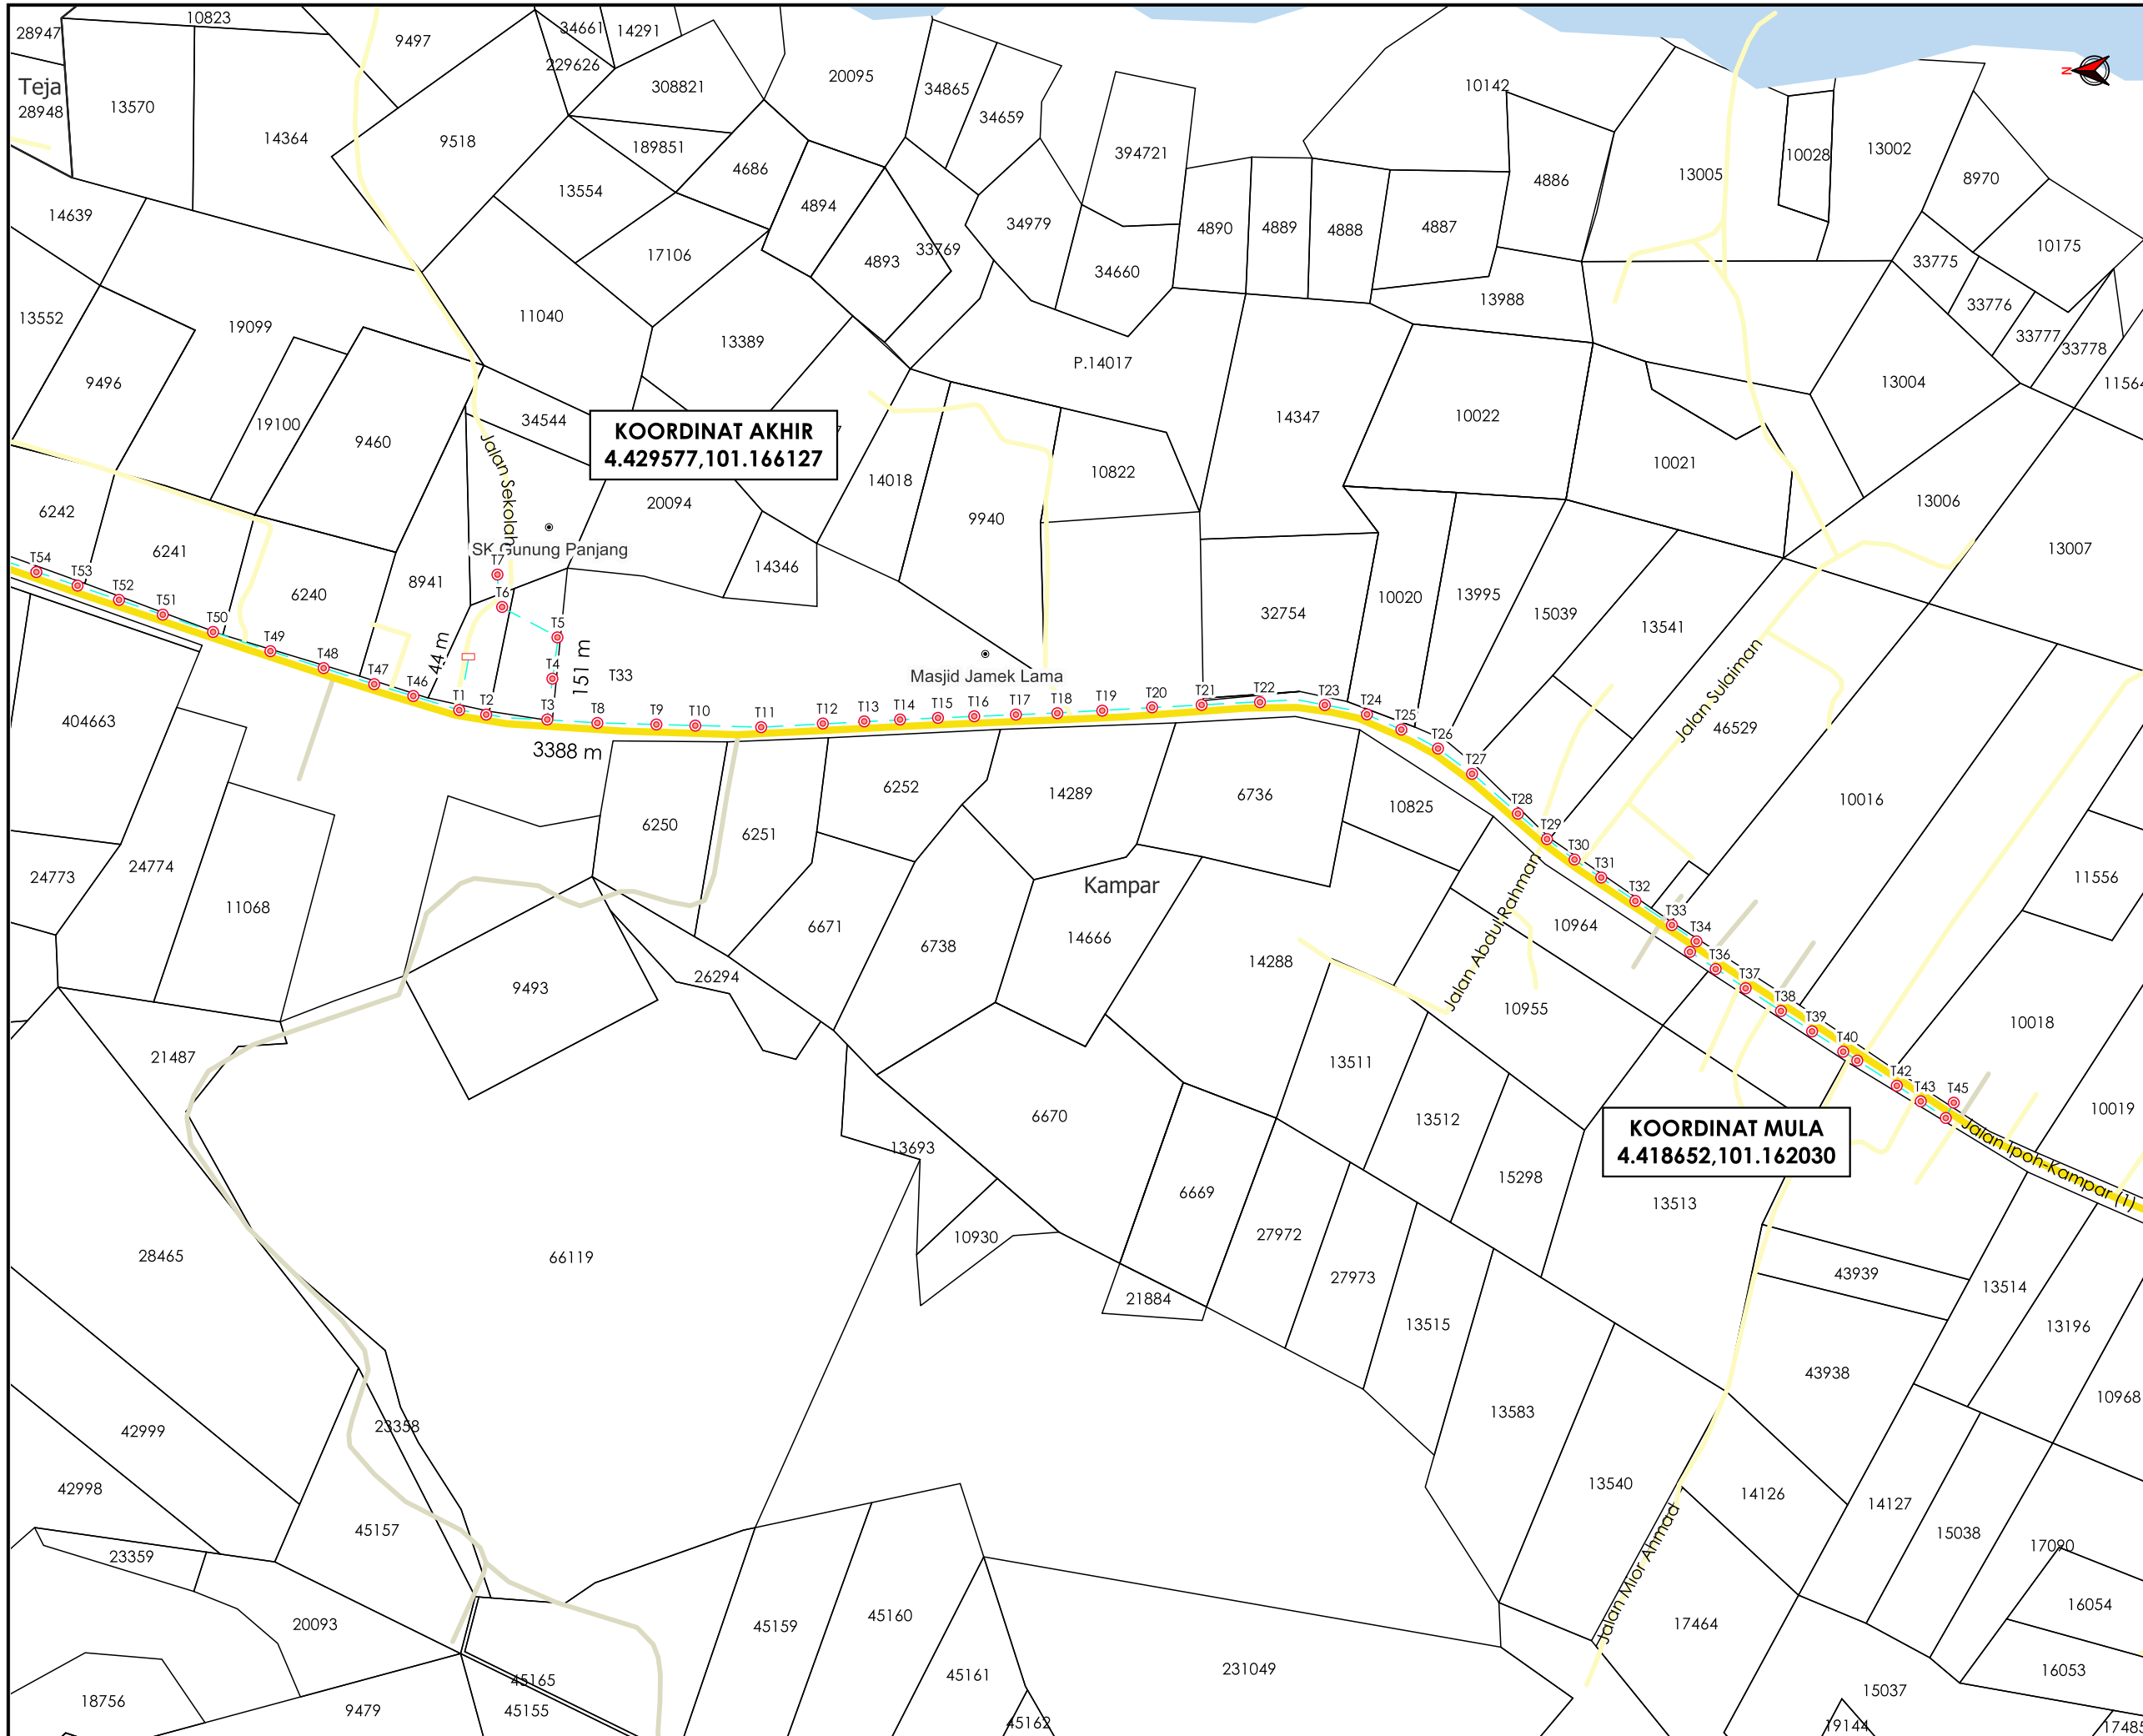 28947
10823
9497
34661
14291
229626
308821
20095
34865
34659
10142
Teja
28948
13570
14364
9518
189851
4686
394721
4886
13005
10028
13002
8970
N
14639
13554
4894
34979
4890
4889
4888
4887
10175
17106
4893
33769
34660
33775
13552
19099
11040
13389
P.14017
13988
33776
33777
33778
9496
19100
9460
34544
14347
10022
13004
11564
KOORDINAT AKHIR
4.429577,101.166127
Jalan Sekolah
14018
10822
10021
6242
6241
20094
9940
13006
13007
SK Gunung Panjang
14346
6240
8941
32754
10020
13995
15039
13541
T54
T53
T52
T51
T50
T49
T48
T47
T46
T1
T2
T3
T4
T5
T6
T7
44 m
151 m
T33
Masjid Jamek Lama
T8
T10
T11
T12
T13
T14
T15
T16
T17
T18
T19
T20
T21
T22
T23
T24
T25
T26
T27
T28
T29
T30
T31
T32
T33
T34
T36
T37
T38
T39
T40
T42
T43
T45
3388 m
Jalan Sulaiman
46529
404663
6250
6251
6252
14289
6736
10825
10016
24773
24774
11068
Kampar
11556
6671
6738
14666
14288
Jalan Abdul Rahman
10964
9493
26294
10955
10018
21487
13511
13512
10019
6670
13693
KOORDINAT MULA
4.418652,101.162030
Jalan Ipoh-Kampar (1)
6669
15298
13513
28465
66119
10930
27972
27973
21884
43939
13514
13515
13196
42999
23358
13583
43938
10968
42998
45157
13540
14126
14127
15038
17090
23359
20093
45159
45160
Jalan Mior Ahmad
17464
16054
45165
45161
231049
16053
18756
9479
45155
45162
15037
19144
17485